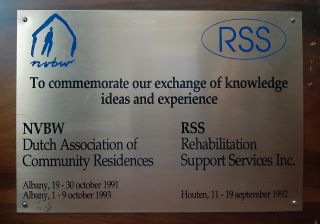 nvbw RSS
To commemorate our exchange of knowledge
ideas and experience
NVBW
Dutch Association of
Community Residences
Albany, 19 - 30 october 1991
Albany, 1 - 9 october 1993
RSS
Rehabilitation
Support Services Inc.
Houten, 11 - 19 september 1992